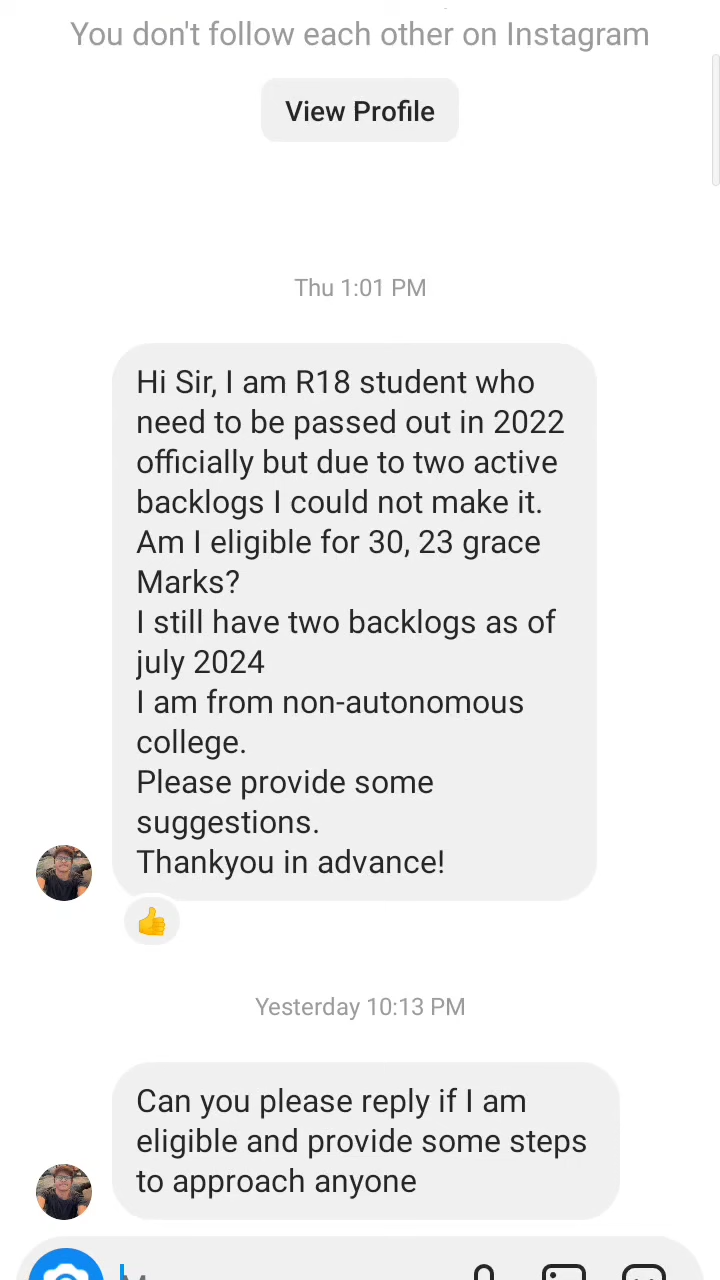 You don't follow each other on Instagram
View Profile
Thu 1:01 PM
Hi Sir, I am R18 student who
need to be passed out in 2022
officially but due to two active
backlogs I could not make it.
Am I eligible for 30, 23 grace
Marks?
I still have two backlogs as of
july 2024
I am from non-autonomous
college.
Please provide some
suggestions.
Thankyou in advance!
Yesterday 10:13 PM
Can you please reply if I am
eligible and provide some steps
to approach anyone